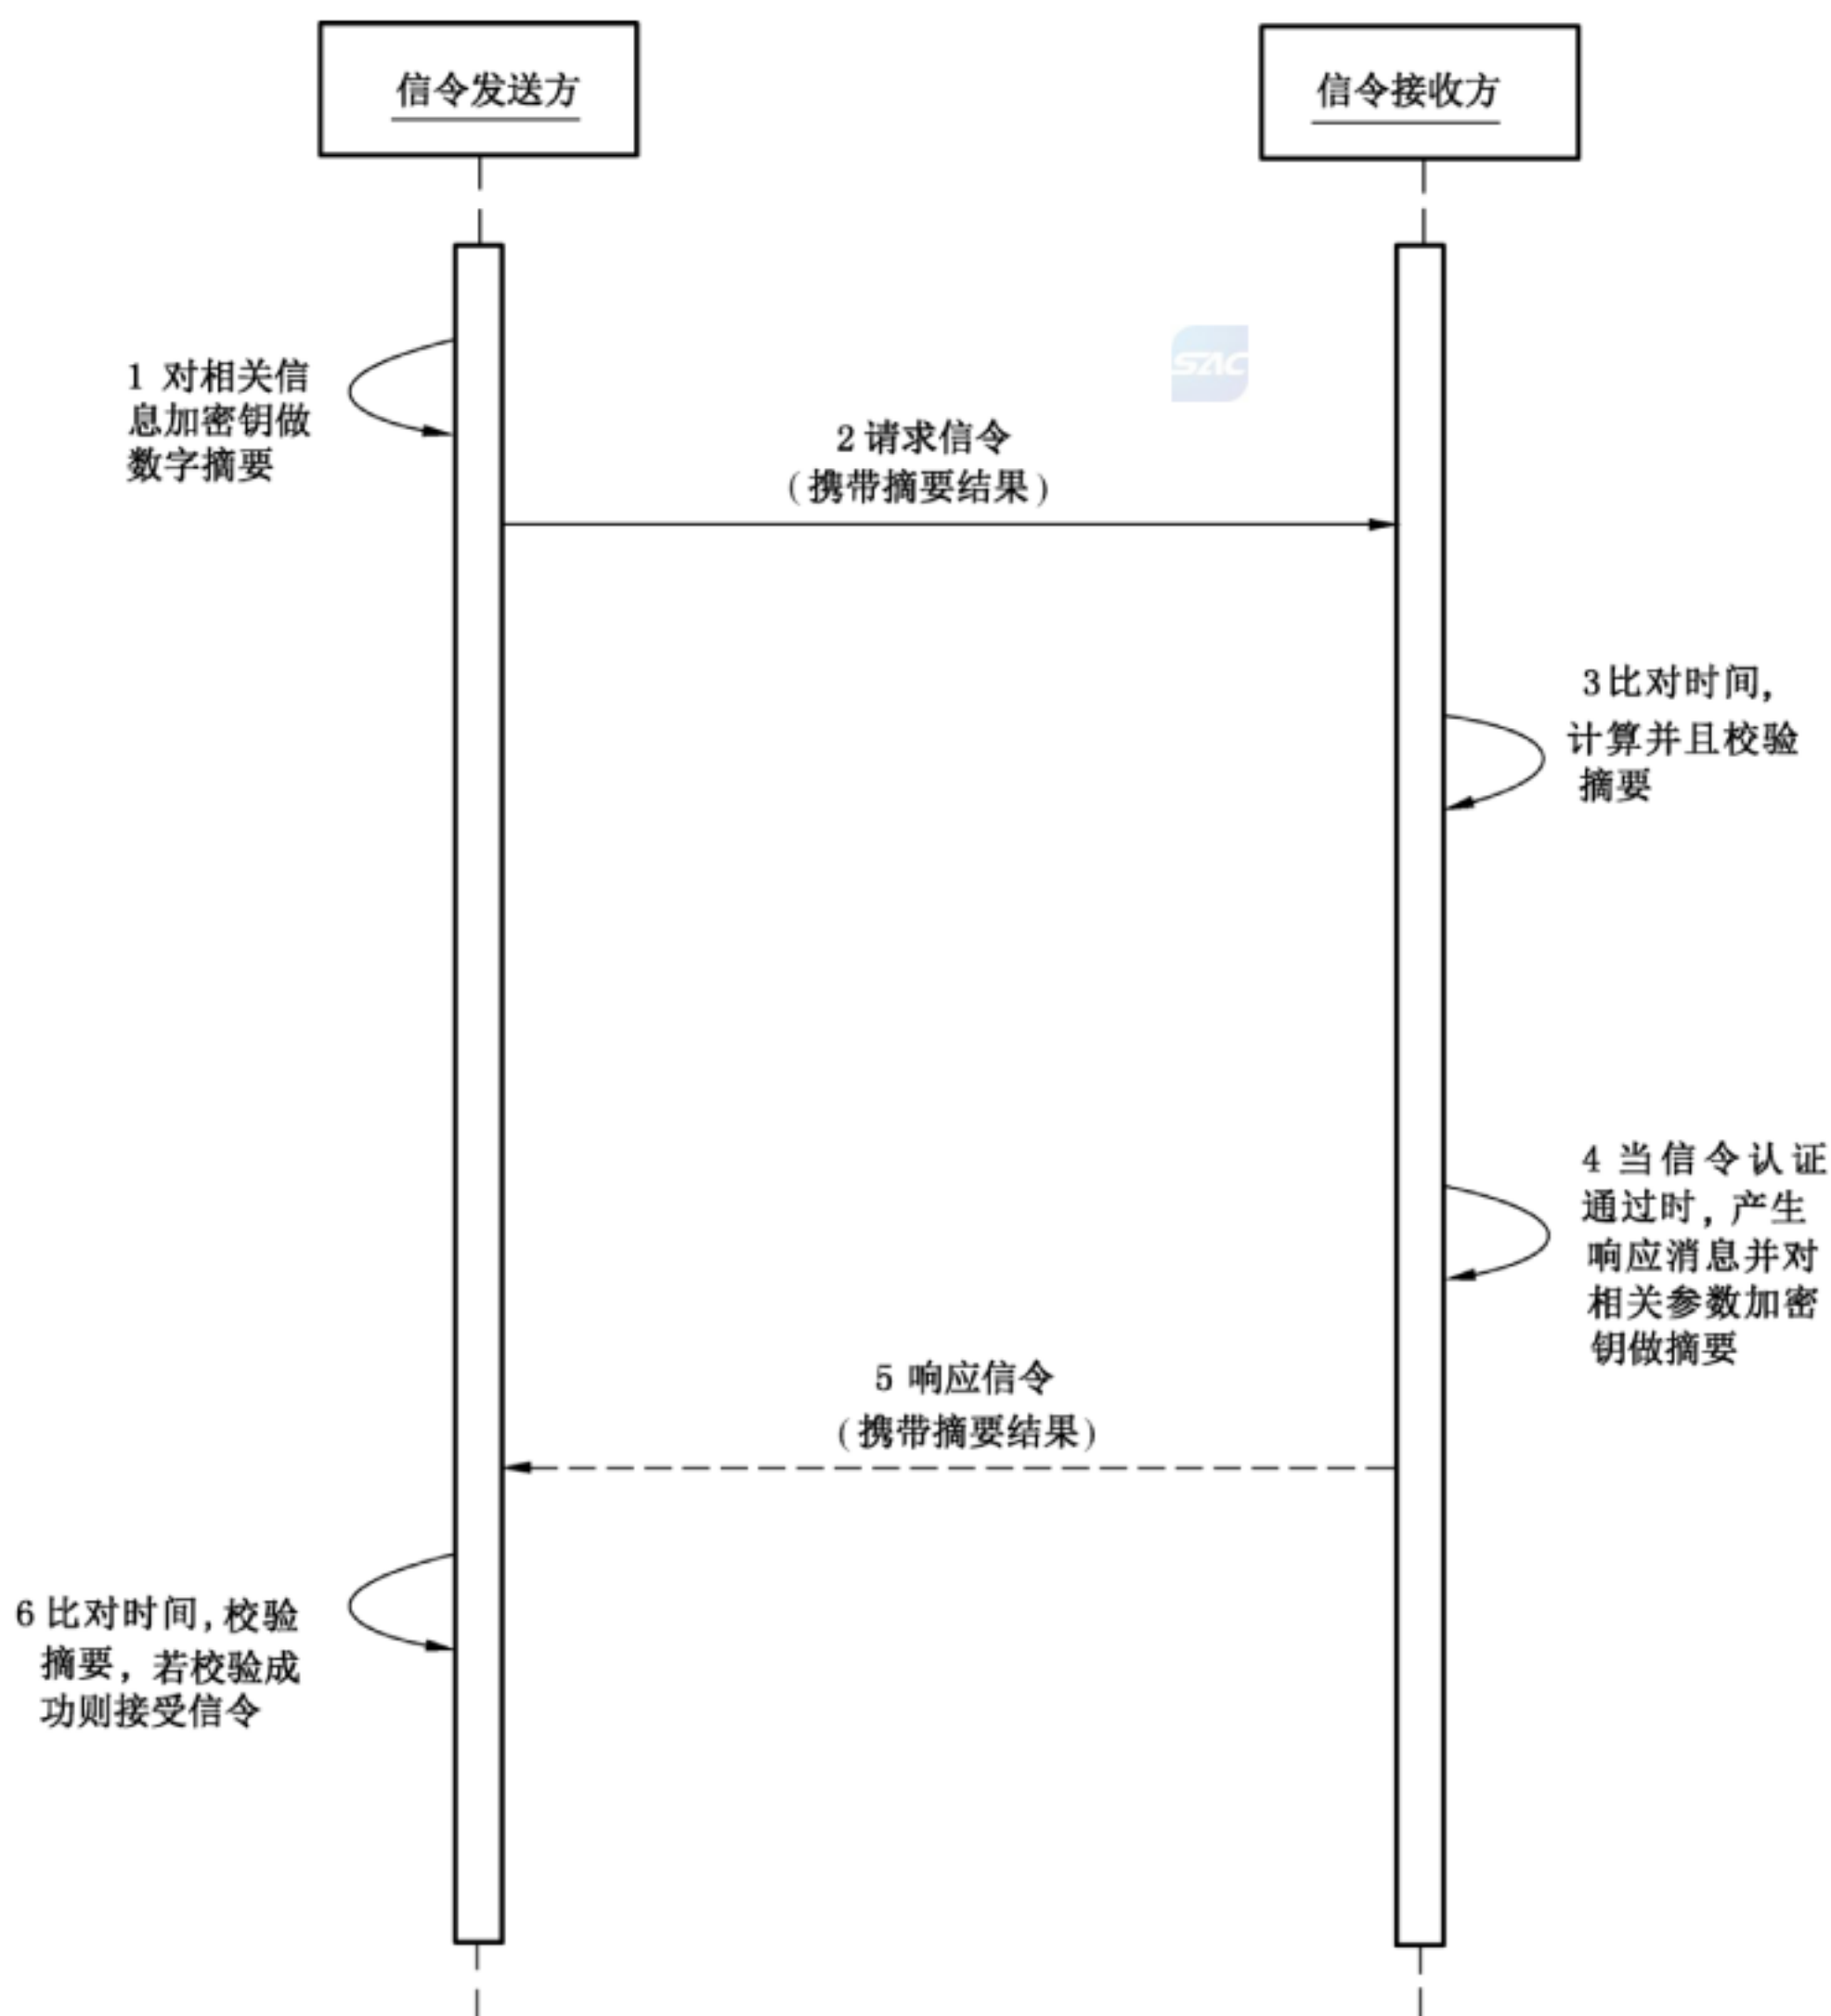 信令发送方
信令接收方
SAC
1 对相关信
息加密钥做
数字摘要
2 请求信令
(携带摘要结果)
3比对时间,
计算并且校验
摘要
4 当信令认证
通过时,产生
响应消息并对
相关参数加密
钥做摘要
5 响应信令
(携带摘要结果)
6 比对时间,校验
摘要,若校验成
功则接受信令